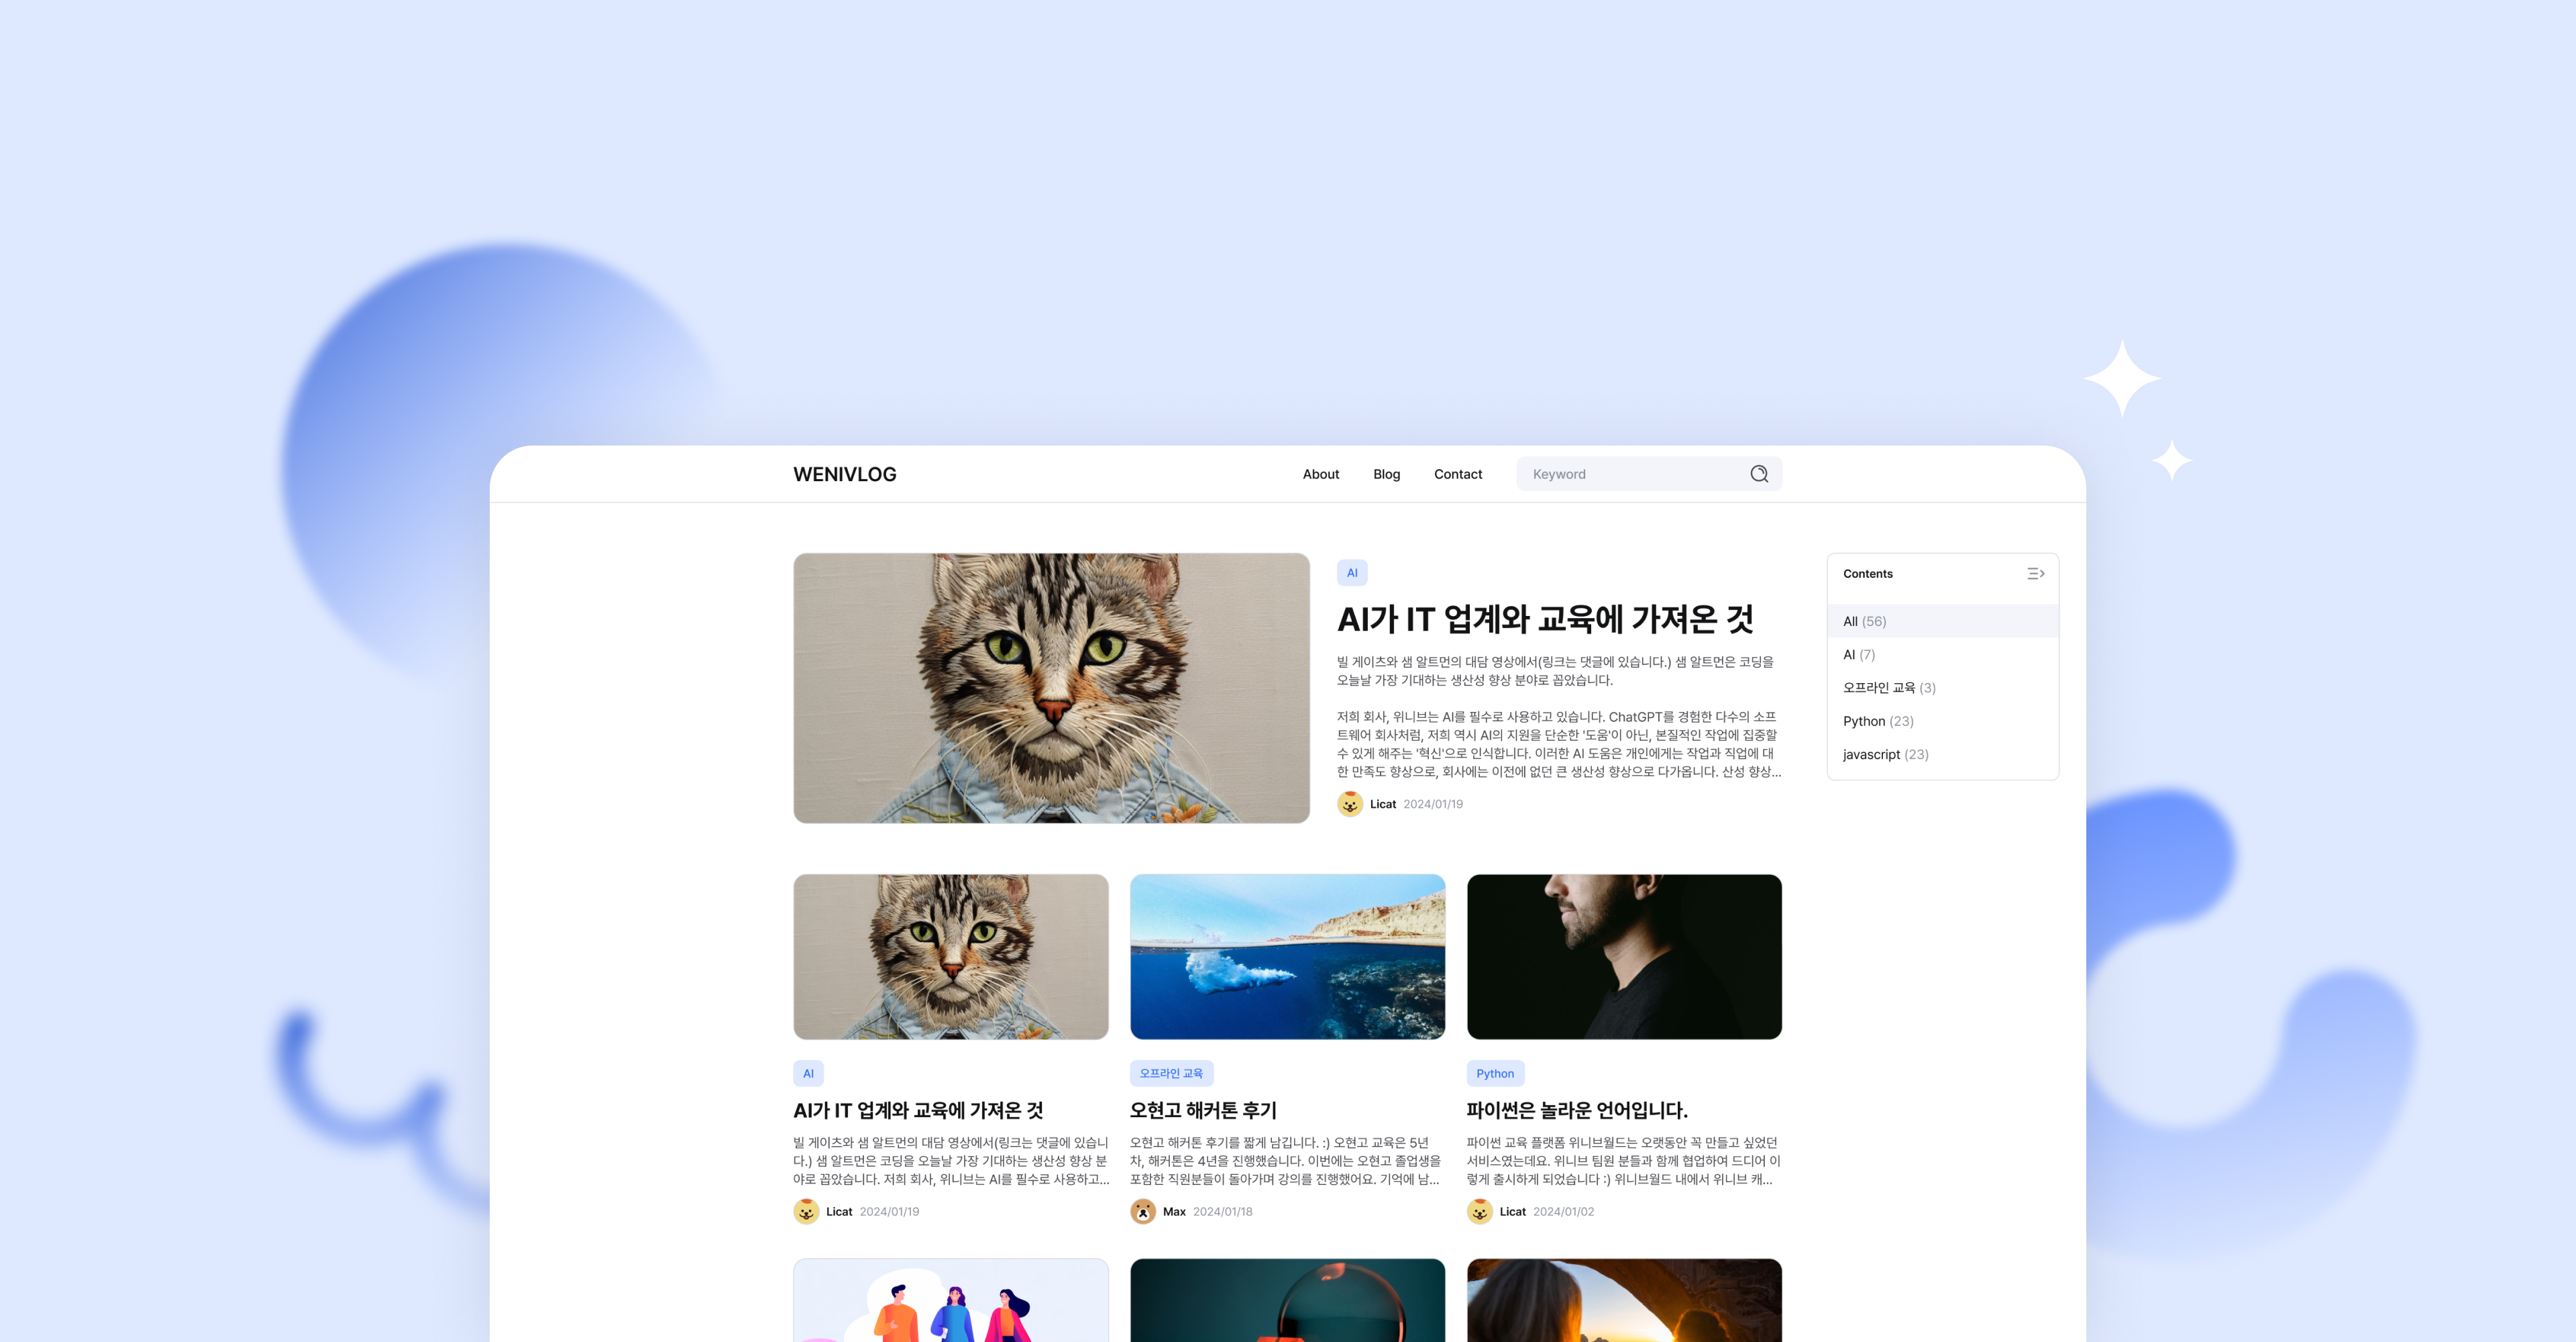 WENIVLOG
About
Blog
Contact
Keyword
AI
AI가 IT 업계와 교육에 가져온 것
빌 게이츠와 샘 알트먼의 대담 영상에서(링크는 댓글에 있습니다.) 샘 알트먼은 코딩을
오늘날 가장 기대하는 생산성 향상 분야로 꼽았습니다.
저희 회사, 위니브는 AI를 필수로 사용하고 있습니다. ChatGPT를 경험한 다수의 소프
트웨어 회사처럼, 저희 역시 AI의 지원을 단순한 '도움'이 아닌, 본질적인 작업에 집중할
수 있게 해주는 '혁신'으로 인식합니다. 이러한 AI 도움은 개인에게는 작업과 직업에 대
한 만족도 향상으로, 회사에는 이전에 없던 큰 생산성 향상으로 다가옵니다. 산성 향상...
Licat 2024/01/19
Contents
All (56)
AI (7)
오프라인 교육 (3)
Python (23)
javascript (23)
AI
AI가 IT 업계와 교육에 가져온 것
빌 게이츠와 샘 알트먼의 대담 영상에서(링크는 댓글에 있습니
다.) 샘 알트먼은 코딩을 오늘날 가장 기대하는 생산성 향상 분
야로 꼽았습니다. 저희 회사, 위니브는 AI를 필수로 사용하고...
Licat 2024/01/19
오프라인 교육
오현고 해커톤 후기
오현고 해커톤 후기를 짧게 남깁니다. :) 오현고 교육은 5년
차, 해커톤은 4년을 진행했습니다. 이번에는 오현고 졸업생을
포함한 직원분들이 돌아가며 강의를 진행했어요. 기억에 남...
Max 2024/01/18
Python
파이썬은 놀라운 언어입니다.
파이썬 교육 플랫폼 위니브월드는 오랫동안 꼭 만들고 싶었던
서비스였는데요. 위니브 팀원 분들과 함께 협업하여 드디어 이
렇게 출시하게 되었습니다 :) 위니브월드 내에서 위니브 캐...
Licat 2024/01/02